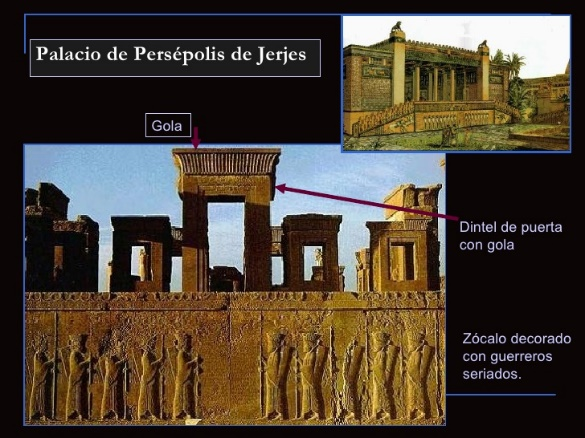 Palacio de Persépolis de Jerjes
Gola
Dintel de puerta
con gola
Zócalo decorado
con guerreros
seriados.